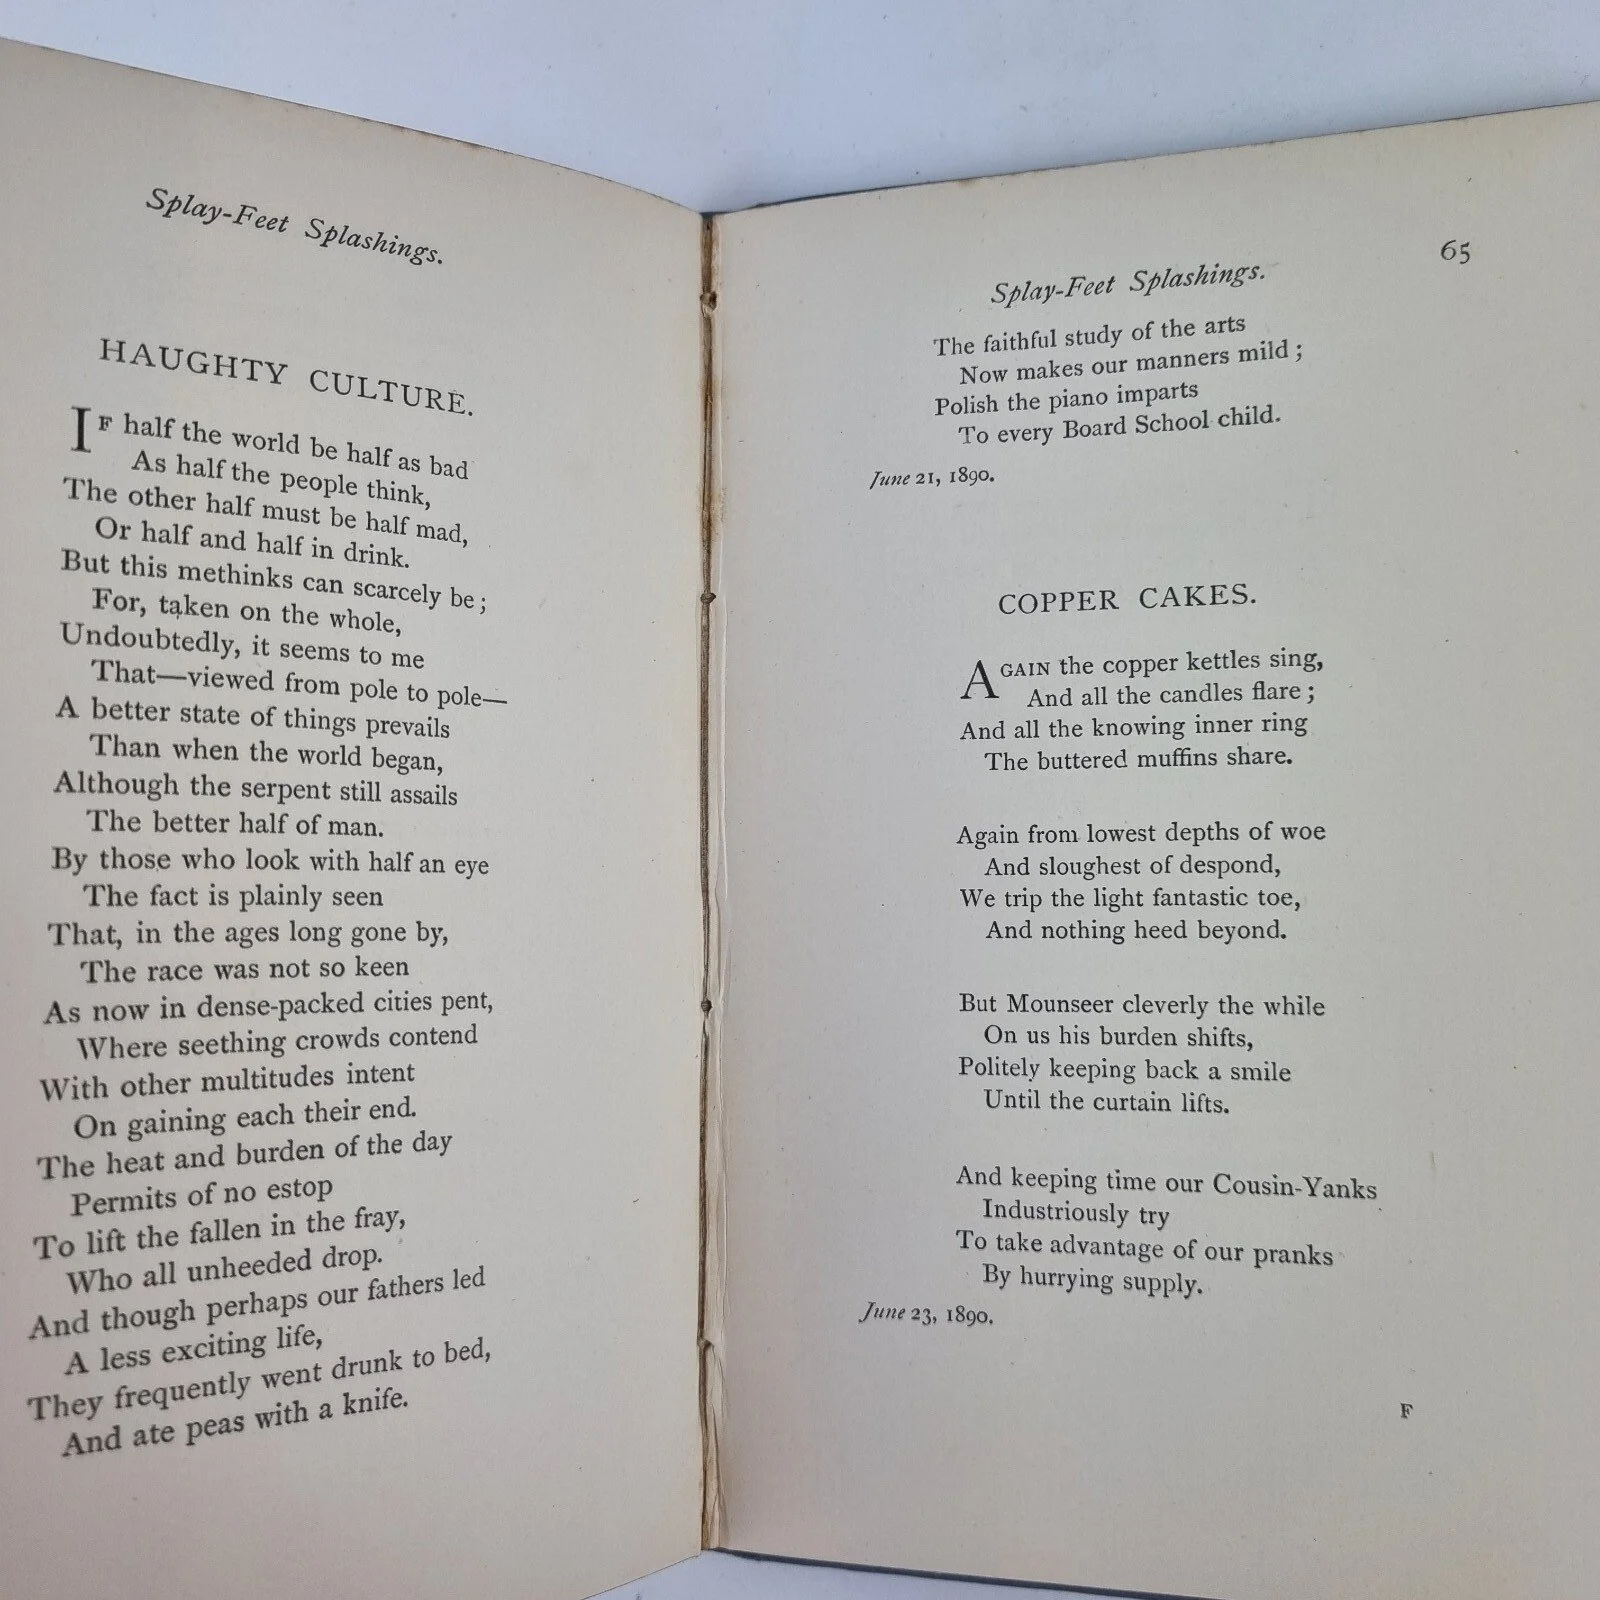 Splay-Feet Splashings.
HAUGHTY CULTURE.
IF half the world be half as bad
As half the people think,
The other half must be half mad,
Or half and half in drink.
But this methinks can scarcely be;
For, taken on the whole,
Undoubtedly, it seems to me
That—viewed from pole to pole—
A better state of things prevails
Than when the world began,
Although the serpent still assails
The better half of man.
By those who look with half an eye
The fact is plainly seen
That, in the ages long gone by,
The race was not so keen
As now in dense-packed cities pent,
Where seething crowds contend
With other multitudes intent
On gaining each their end.
The heat and burden of the day
Permits of no estop
To lift the fallen in the fray,
Who all unheeded drop.
And though perhaps our fathers led
A less exciting life,
They frequently went drunk to bed,
And ate peas with a knife.
65
Splay-Feet Splashings.
The faithful study of the arts
Now makes our manners mild;
Polish the piano imparts
To every Board School child.
June 21, 1890.
COPPER CAKES.
AGAIN the copper kettles sing,
And all the candles flare;
And all the knowing inner ring
The buttered muffins share.
Again from lowest depths of woe
And sloughest of despond,
We trip the light fantastic toe,
And nothing heed beyond.
But Mounseer cleverly the while
On us his burden shifts,
Politely keeping back a smile
Until the curtain lifts.
And keeping time our Cousin-Yanks
Industriously try
To take advantage of our pranks
By hurrying supply.
June 23, 1890.
F